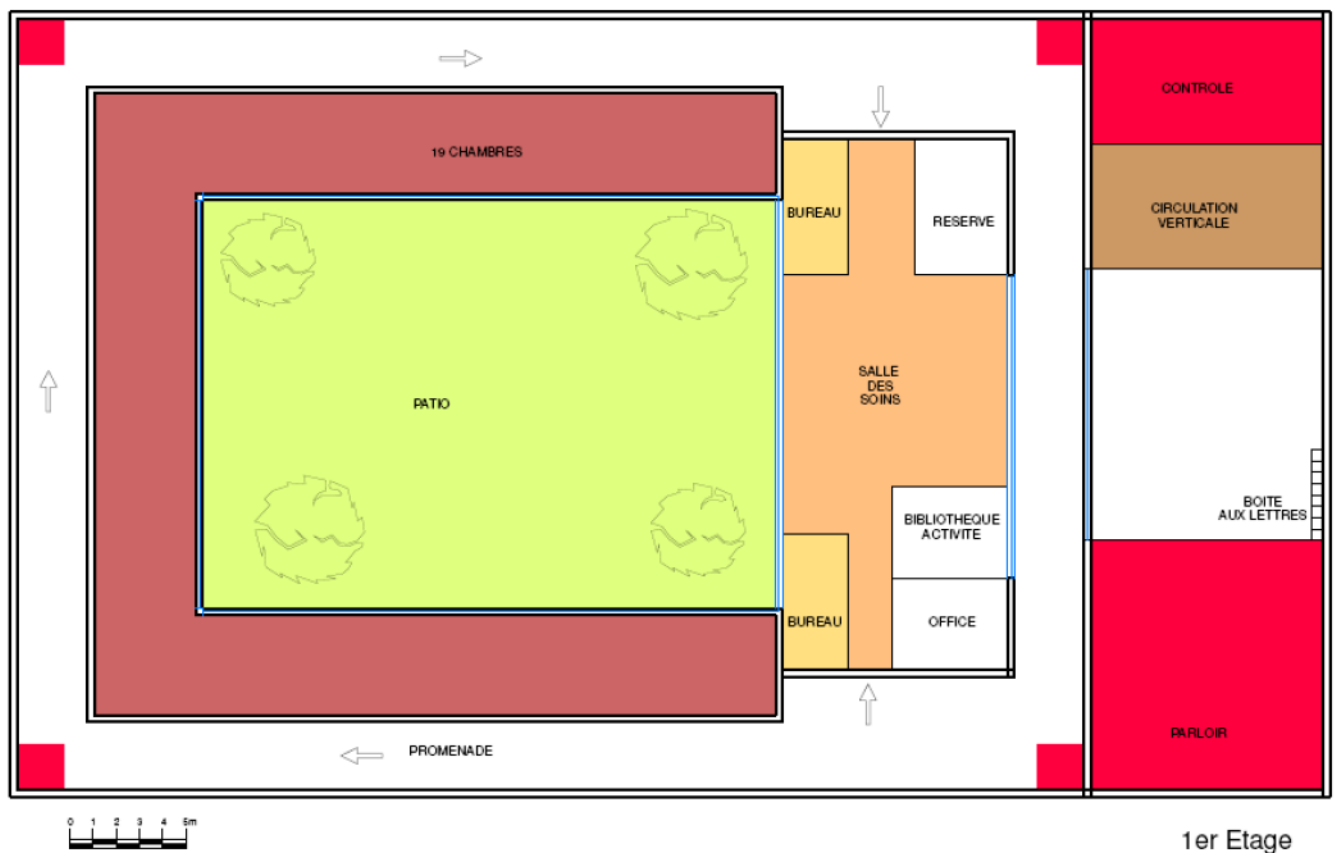 CONTROLE
19 CHAMBRES
CIRCULATION
VERTICALE
BUREAU
RESERVE
SALLE
DES
SOINS
PATIO
BOITE
AUX LETTRES
BIBLIOTHEQUE
ACTIVITE
BUREAU
OFFICE
PARLOIR
PROMENADE
0 1 2 3 4 5m
1er Etage